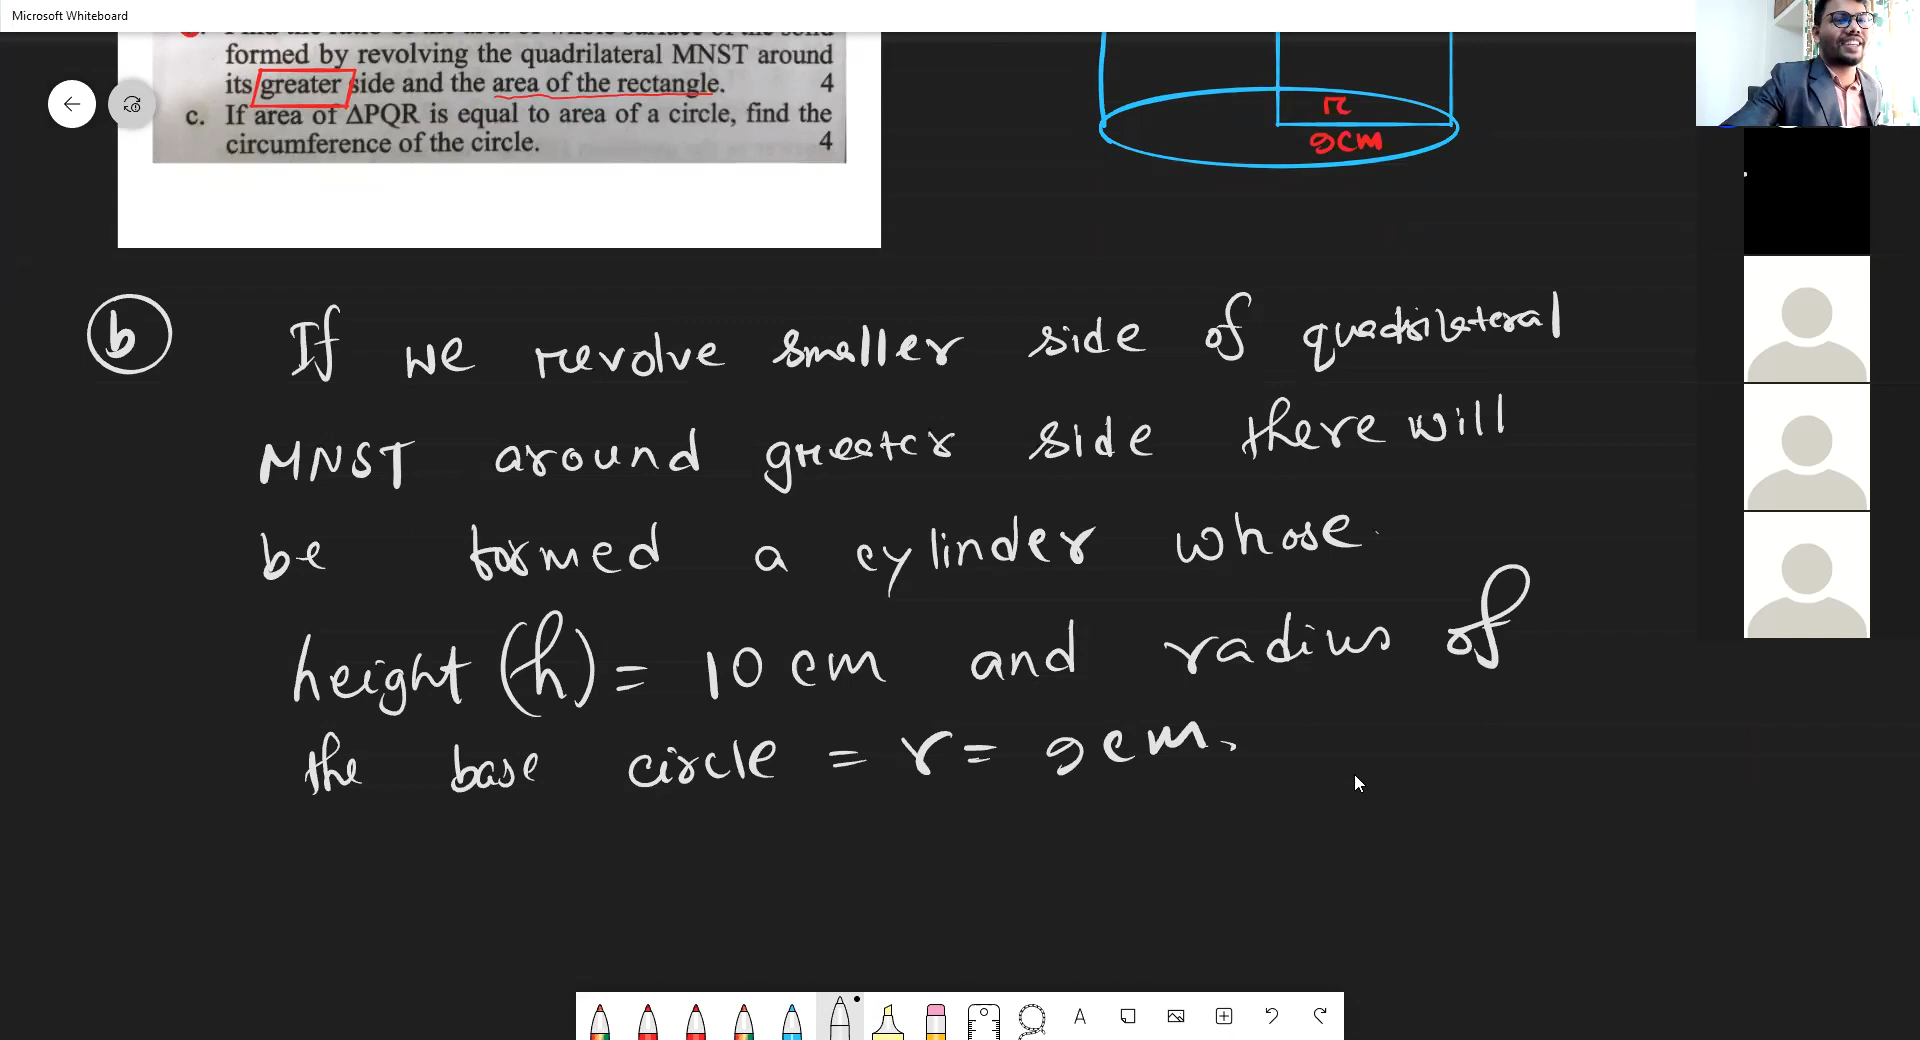 Microsoft Whiteboard
formed by revolving the quadrilateral MNST around
its greater side and the area of the rectangle. 4
c. If area of ΔPQR is equal to area of a circle, find the
circumference of the circle. 4
r
9cm
b
If we revolve smaller side of quadrilateral
MNST around greater side there will
be formed a cylinder whose
height (h) = 10 cm and radius of
the base circle = r = 9 cm.